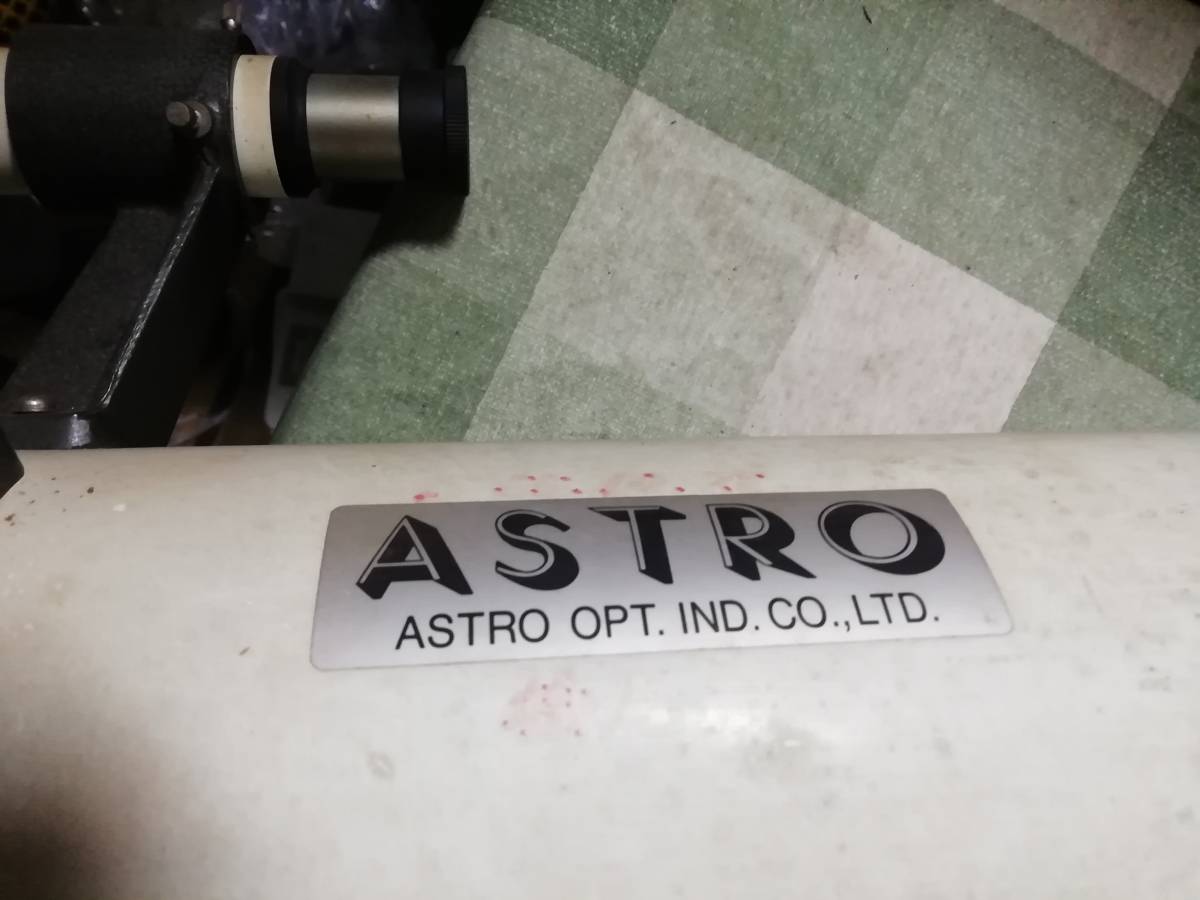 ASTRO
ASTRO OPT. IND. CO.,LTD.